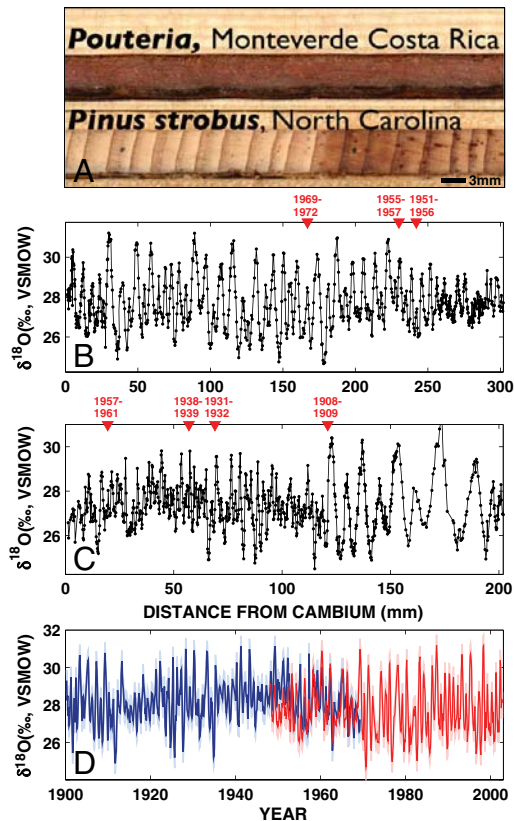 Pouteria, Monteverde Costa Rica
Pinus strobus, North Carolina
A
3mm
1969-
1972
1955-
1957
1951-
1956
30
28
26
δ18O(‰, VSMOW)
B
0 50 100 150 200 250 300
1957-
1961
1938-
1939
1931-
1932
1908-
1909
30
28
26
δ18O(‰, VSMOW)
C
0 50 100 150 200
DISTANCE FROM CAMBIUM (mm)
32
30
28
26
δ18O(‰, VSMOW)
D
1900 1920 1940 1960 1980 2000
YEAR